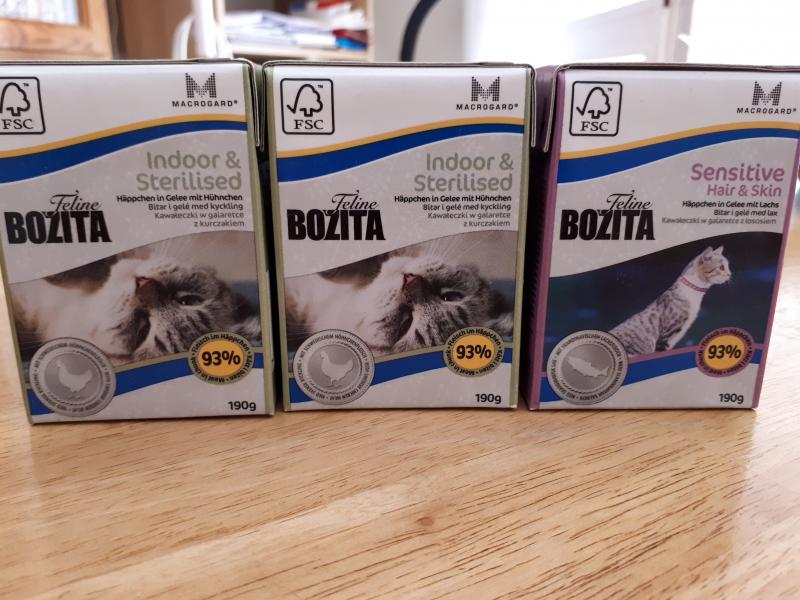 FSC
MACROGARD®
Indoor &
Sterilised
Häppchen in Gelee mit Hühnchen
Bitar i gelé med kyckling
Kawałeczki w galaretce
z kurczakiem
Feline
BOZITA
93%
190g
FSC
MACROGARD®
Indoor &
Sterilised
Häppchen in Gelee mit Hühnchen
Bitar i gelé med kyckling
Kawałeczki w galaretce
z kurczakiem
Feline
BOZITA
Fleisch im Häppchen
93%
190g
FSC
MACROGARD®
Sensitive
Hair & Skin
Häppchen in Gelee mit Lachs
Bitar i gelé med lax
Kawałeczki w galaretce z łososiem
Feline
BOZITA
93%
190g